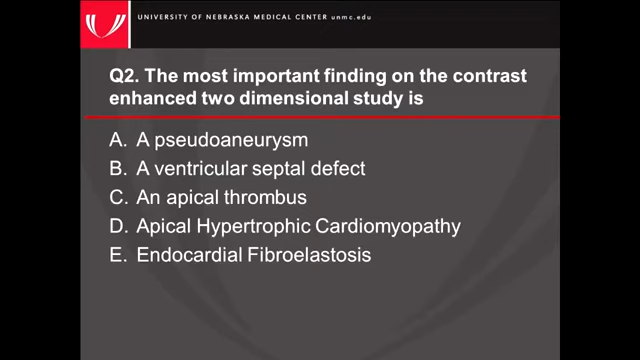 UNIVERSITY OF NEBRASKA MEDICAL CENTER unmc.edu
Q2. The most important finding on the contrast
enhanced two dimensional study is
A. A pseudoaneurysm
B. A ventricular septal defect
C. An apical thrombus
D. Apical Hypertrophic Cardiomyopathy
E. Endocardial Fibroelastosis